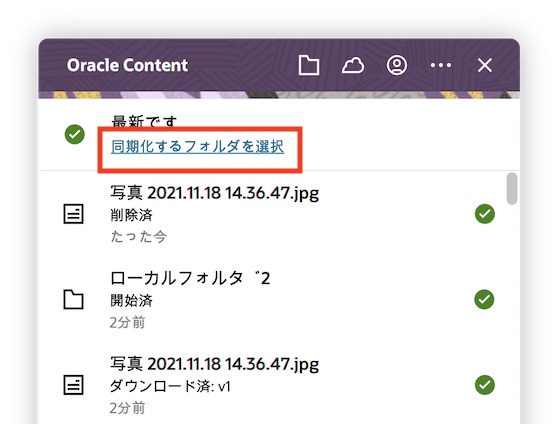 Oracle Content
最新です
同期化するフォルダを選択
写真 2021.11.18 14.36.47.jpg
削除済
たった今
ローカルフォルダ2
開始済
2分前
写真 2021.11.18 14.36.47.jpg
ダウンロード済: v1
2分前